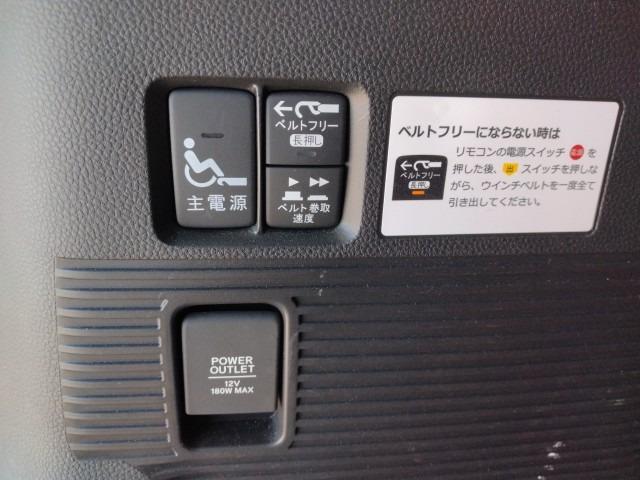 主電源
ベルトフリー
長押し
ベルト巻取
速度
ベルトフリーにならない時は
リモコンの電源スイッチ を
押した後、出 スイッチを押しな
がら、ウインチベルトを一度全て
引き出してください。
ベルトフリー
長押し
POWER
OUTLET
12V
180W MAX